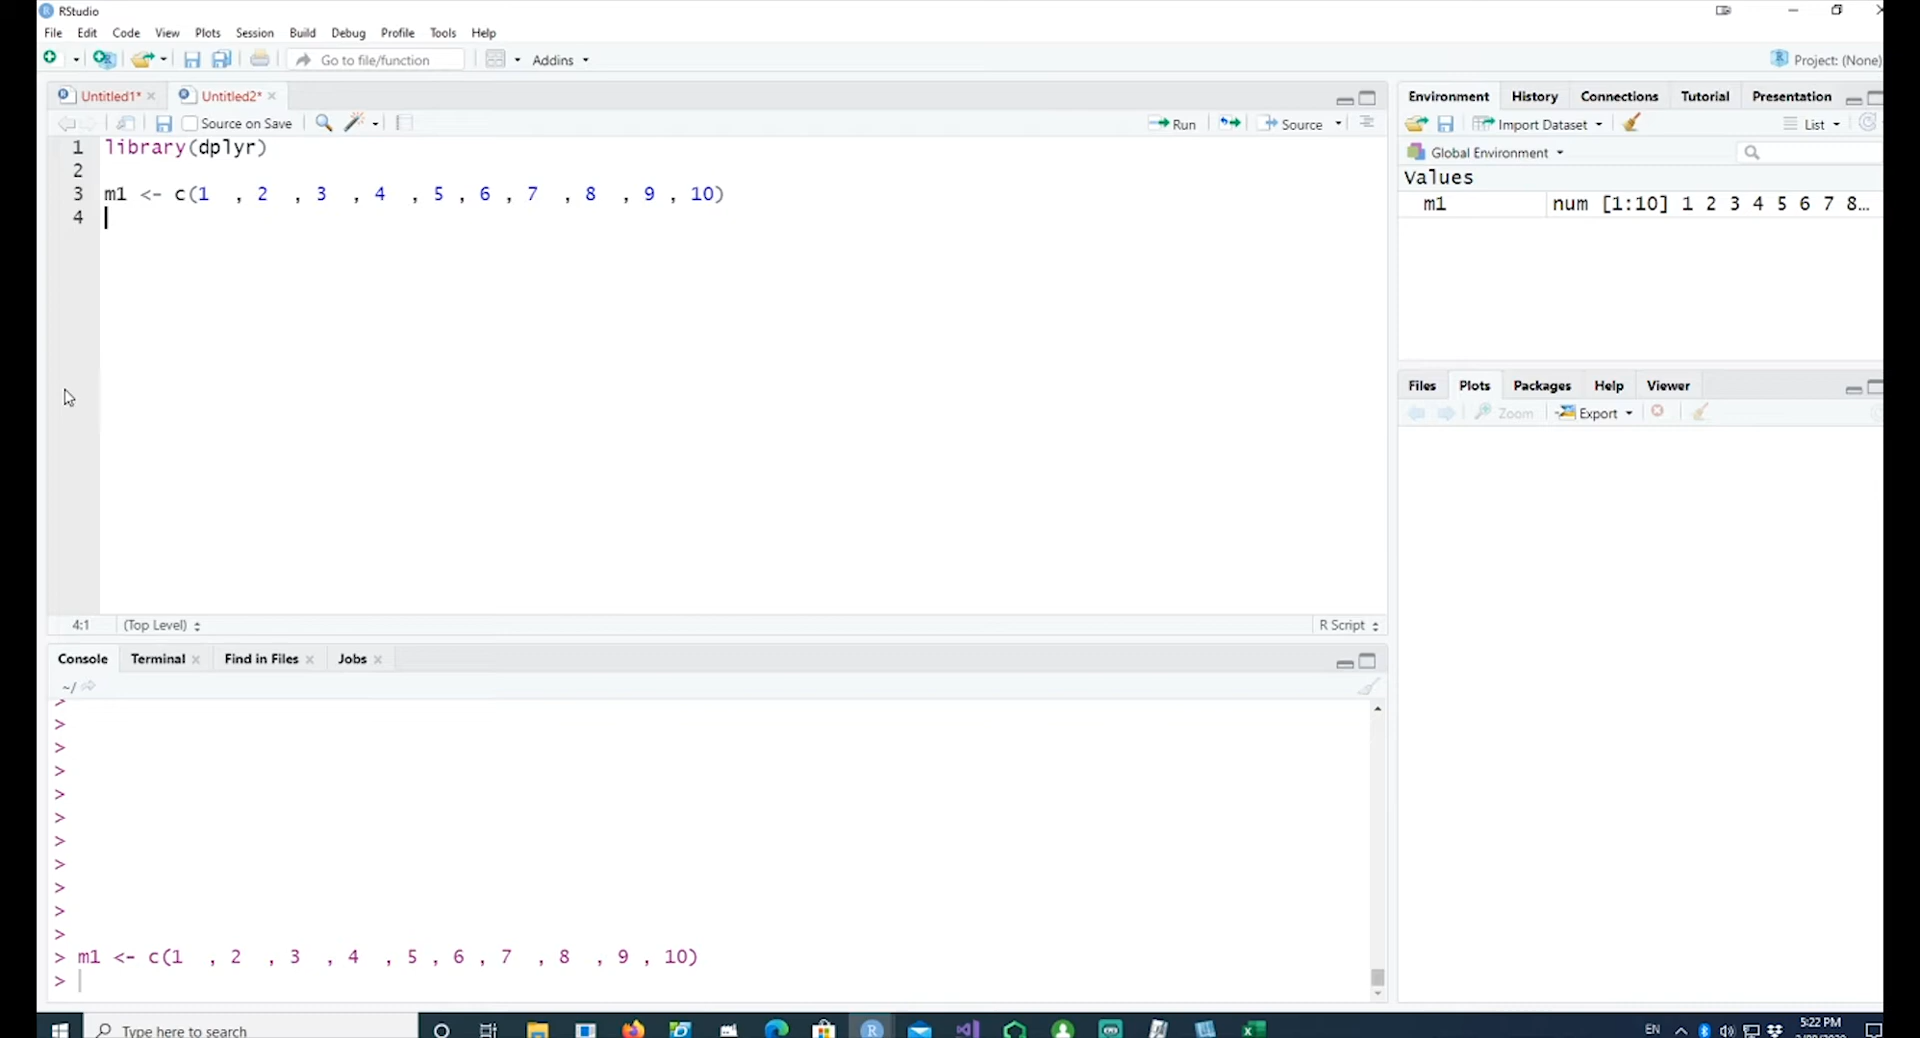 RStudio
File Edit Code View Plots Session Build Debug Profile Tools Help
Go to file/function Addins Project: (None)
Untitled1* Untitled2*
Source on Save Run Source
1 library(dplyr)
2
3 m1 <- c(1 , 2 , 3 , 4 , 5 , 6 , 7 , 8 , 9 , 10)
4
4:1 (Top Level) R Script
Console Terminal Find in Files Jobs
~/
>
>
>
>
>
>
>
>
>
>
>
> m1 <- c(1 , 2 , 3 , 4 , 5 , 6 , 7 , 8 , 9 , 10)
>
Environment History Connections Tutorial Presentation
Import Dataset List
Global Environment
Values
m1 num [1:10] 1 2 3 4 5 6 7 8…
Files Plots Packages Help Viewer
Zoom Export
Type here to search
EN 5:22 PM